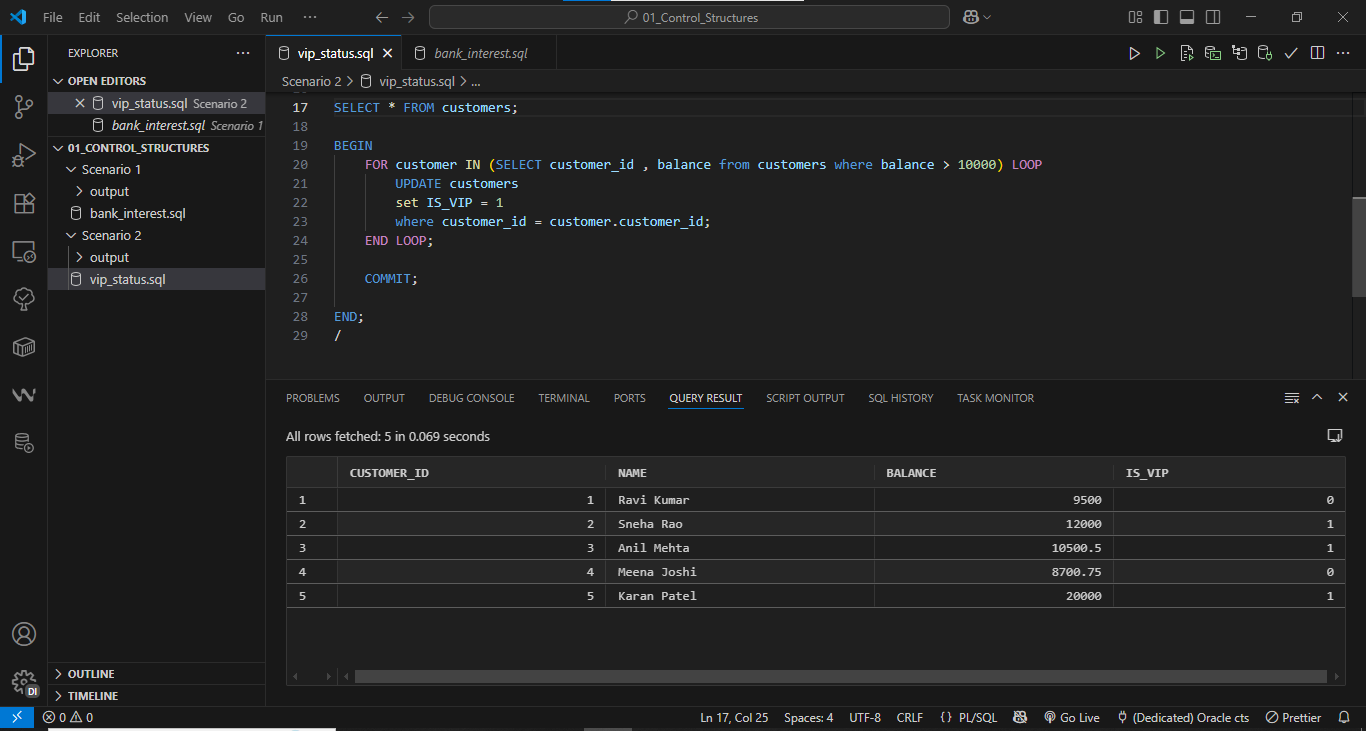 File Edit Selection View Go Run ··· 01_Control_Structures
EXPLORER ···
OPEN EDITORS
vip_status.sql Scenario 2
bank_interest.sql Scenario 1
01_CONTROL_STRUCTURES
Scenario 1
output
bank_interest.sql
Scenario 2
output
vip_status.sql
OUTLINE
TIMELINE
vip_status.sql bank_interest.sql
Scenario 2 > vip_status.sql > ...
17 SELECT * FROM customers;
18
19 BEGIN
20 FOR customer IN (SELECT customer_id , balance from customers where balance > 10000) LOOP
21 UPDATE customers
22 set IS_VIP = 1
23 where customer_id = customer.customer_id;
24 END LOOP;
25
26 COMMIT;
27
28 END;
29 /
PROBLEMS OUTPUT DEBUG CONSOLE TERMINAL PORTS QUERY RESULT SCRIPT OUTPUT SQL HISTORY TASK MONITOR
All rows fetched: 5 in 0.069 seconds
CUSTOMER_ID NAME BALANCE IS_VIP
1 1 Ravi Kumar 9500 0
2 2 Sneha Rao 12000 1
3 3 Anil Mehta 10500.5 1
4 4 Meena Joshi 8700.75 0
5 5 Karan Patel 20000 1
DI
0 0 Ln 17, Col 25 Spaces: 4 UTF-8 CRLF {} PL/SQL Go Live (Dedicated) Oracle cts Prettier